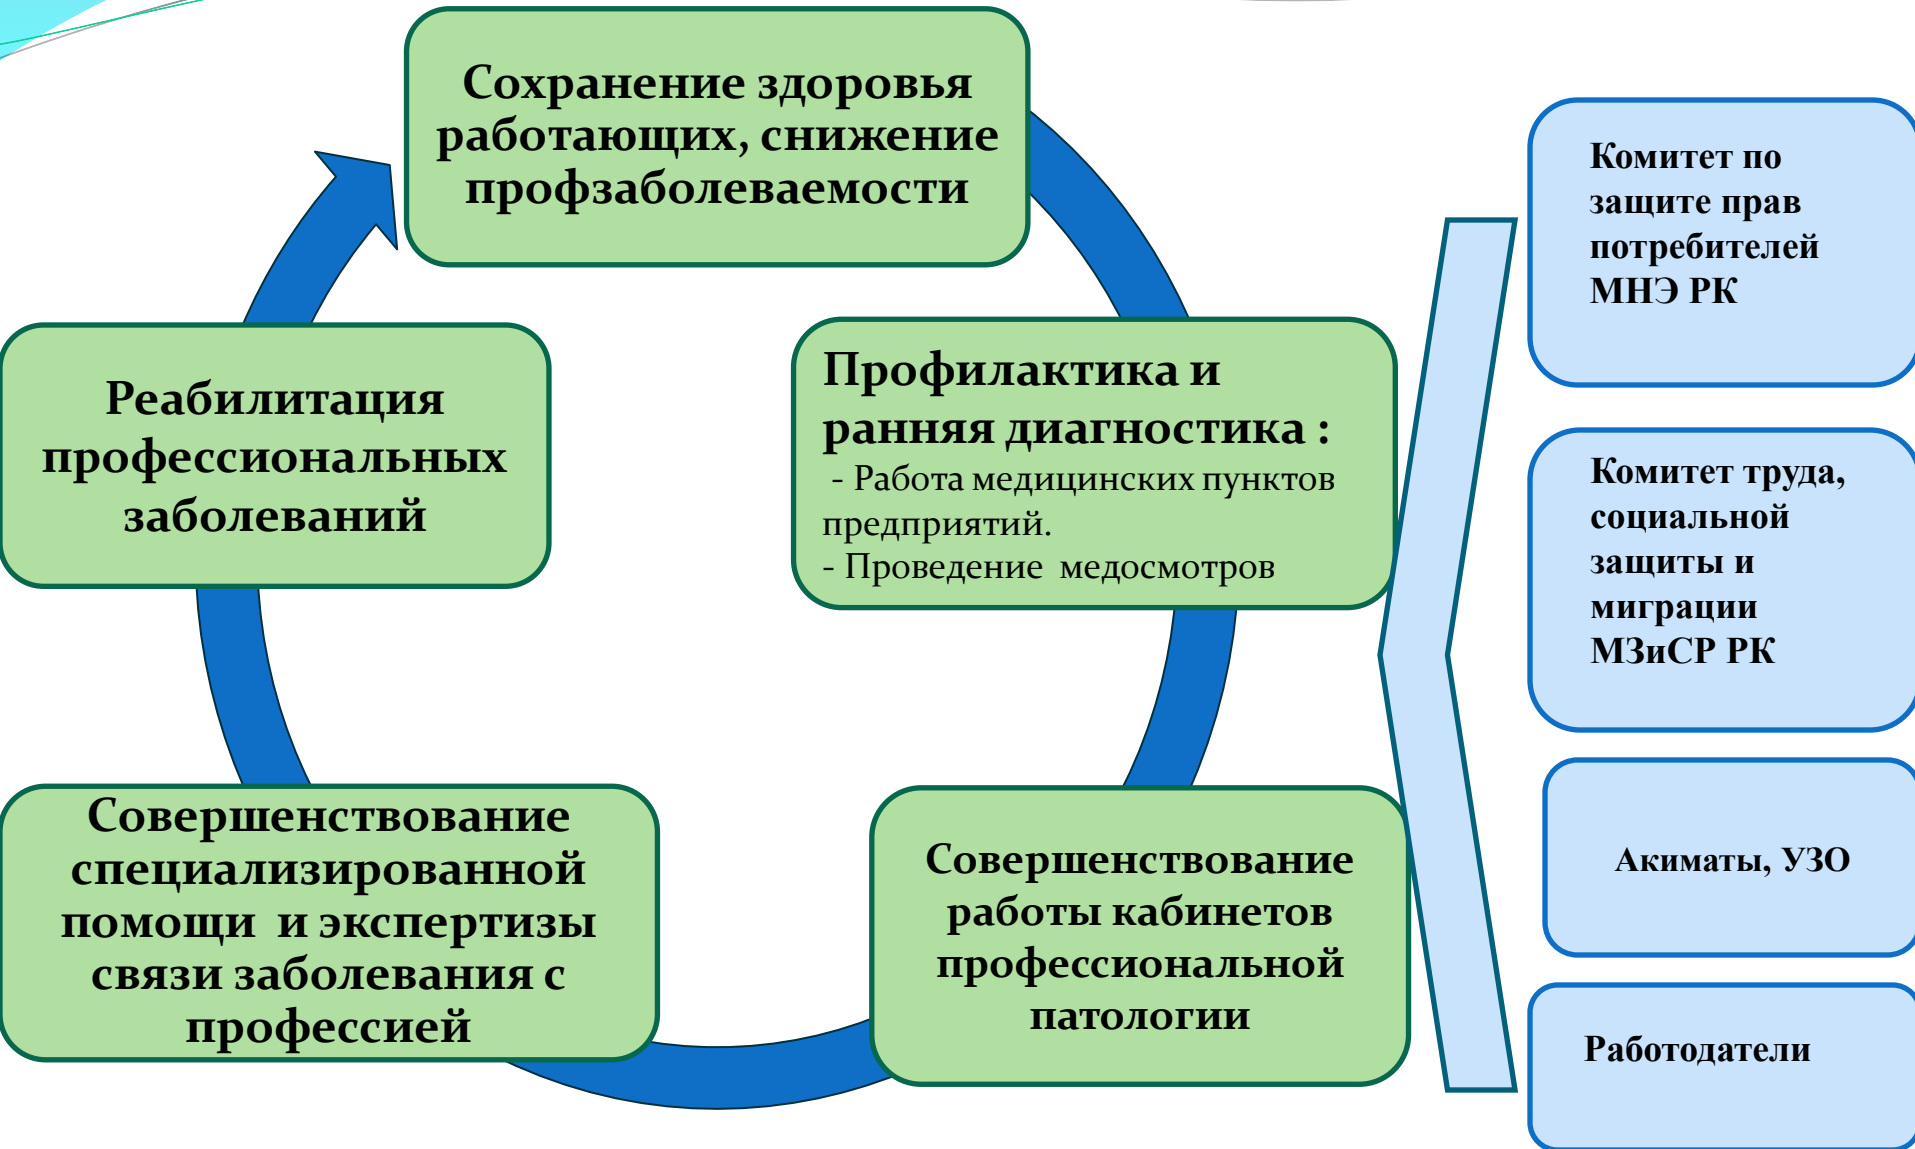 Сохранение здоровья
работающих, снижение
профзаболеваемости
Профилактика и
ранняя диагностика :
- Работа медицинских пунктов
предприятий.
- Проведение медосмотров
Совершенствование
работы кабинетов
профессиональной
патологии
Совершенствование
специализированной
помощи и экспертизы
связи заболевания с
профессией
Реабилитация
профессиональных
заболеваний
Комитет по
защите прав
потребителей
МНЭ РК
Комитет труда,
социальной
защиты и
миграции
МЗиСР РК
Акиматы, УЗО
Работодатели